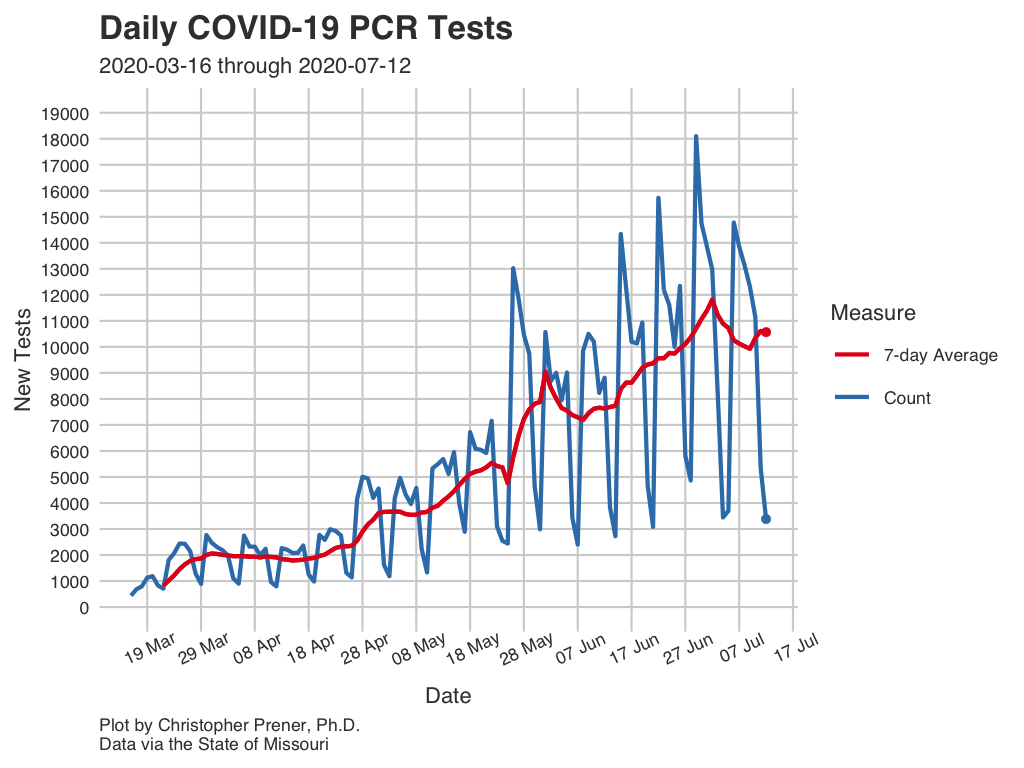 Daily COVID-19 PCR Tests
2020-03-16 through 2020-07-12
19000
18000
17000
16000
15000
14000
13000
12000
11000
10000
9000
8000
7000
6000
5000
4000
3000
2000
1000
0
New Tests
19 Mar
29 Mar
08 Apr
18 Apr
28 Apr
08 May
18 May
28 May
07 Jun
17 Jun
27 Jun
07 Jul
17 Jul
Date
Measure
7-day Average
Count
Plot by Christopher Prener, Ph.D.
Data via the State of Missouri